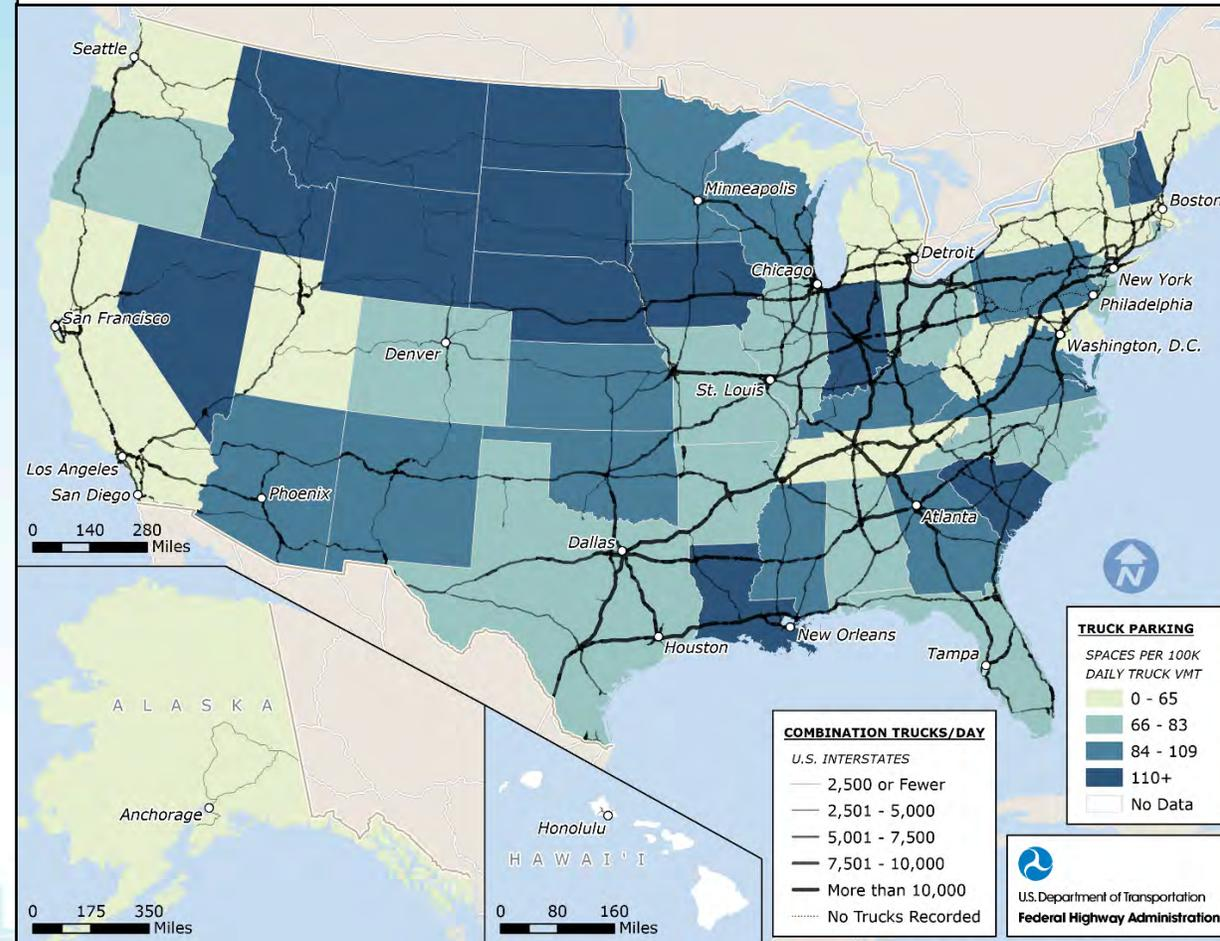 Seattle
Minneapolis
Boston
Detroit
Chicago
New York
Philadelphia
San Francisco
Washington, D.C.
Denver
St. Louis
Los Angeles
San Diego
Phoenix
Atlanta
0 140 280
Miles
Dallas
N
New Orleans
Houston
Tampa
TRUCK PARKING
SPACES PER 100K
DAILY TRUCK VMT
0 - 65
66 - 83
84 - 109
110+
No Data
ALASKA
Anchorage
0 175 350
Miles
Honolulu
HAWAI'I
0 80 160
Miles
COMBINATION TRUCKS/DAY
U.S. INTERSTATES
2,500 or Fewer
2,501 - 5,000
5,001 - 7,500
7,501 - 10,000
More than 10,000
No Trucks Recorded
U.S. Department of Transportation
Federal Highway Administration